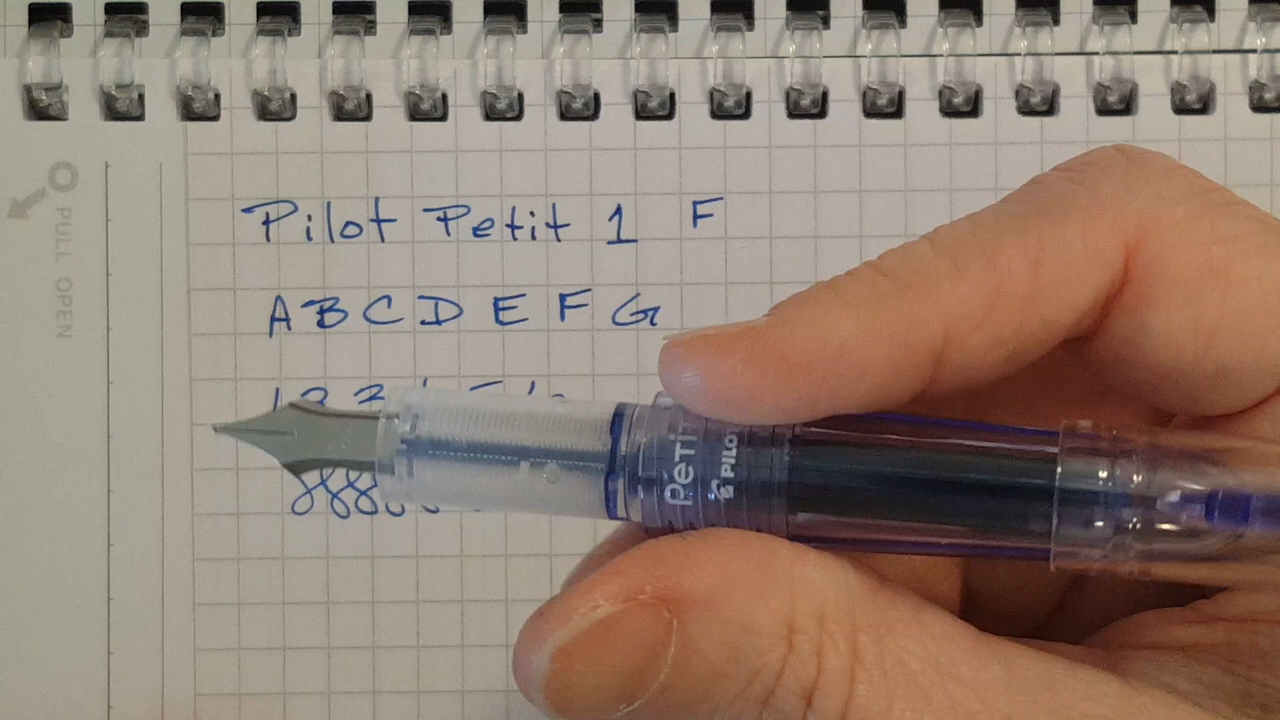 Pilot Petit 1 F
A B C D E F G
PULL OPEN
Petit
PILOT